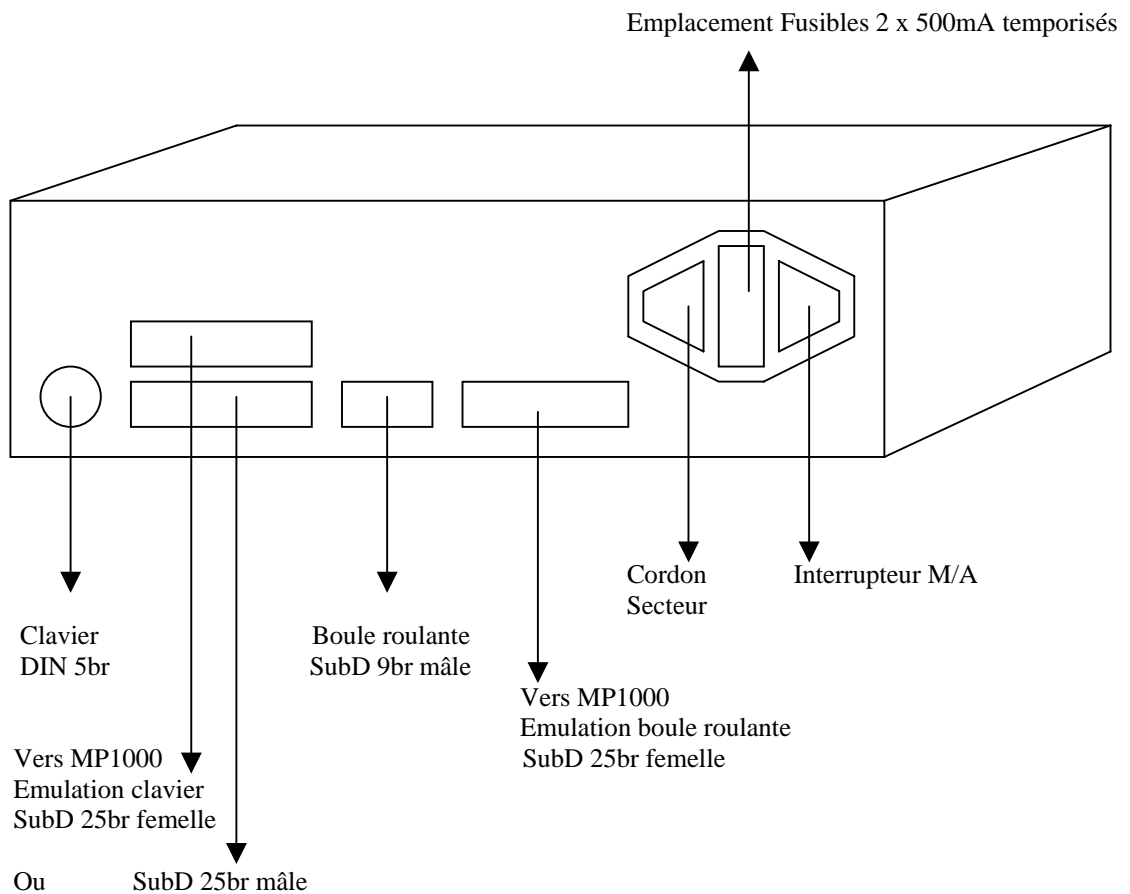 Emplacement Fusibles 2 x 500mA temporisés
Cordon
Secteur
Interrupteur M/A
Clavier
DIN 5br
Boule roulante
SubD 9br mâle
Vers MP1000
Emulation boule roulante
SubD 25br femelle
Vers MP1000
Emulation clavier
SubD 25br femelle
Ou SubD 25br mâle